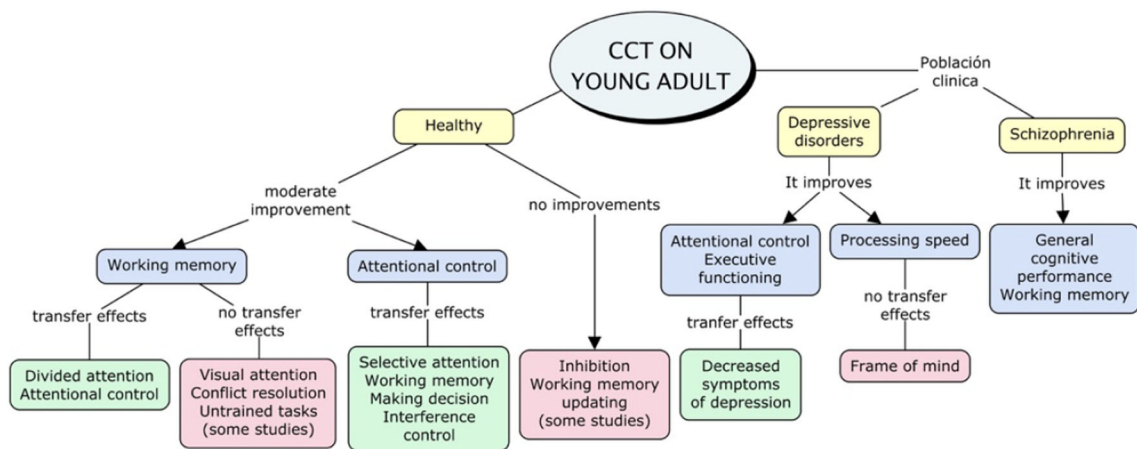 CCT ON
YOUNG ADULT
Población
clinica
Healthy
Depressive
disorders
Schizophrenia
moderate
improvement
no improvements
It improves
It improves
Working memory
Attentional control
Attentional control
Executive
functioning
Processing speed
General
cognitive
performance
Working memory
transfer effects
no transfer
effects
transfer effects
tranfer effects
no transfer
effects
Divided attention
Attentional control
Visual attention
Conflict resolution
Untrained tasks
(some studies)
Selective attention
Working memory
Making decision
Interference
control
Inhibition
Working memory
updating
(some studies)
Decreased
symptoms
of depression
Frame of mind